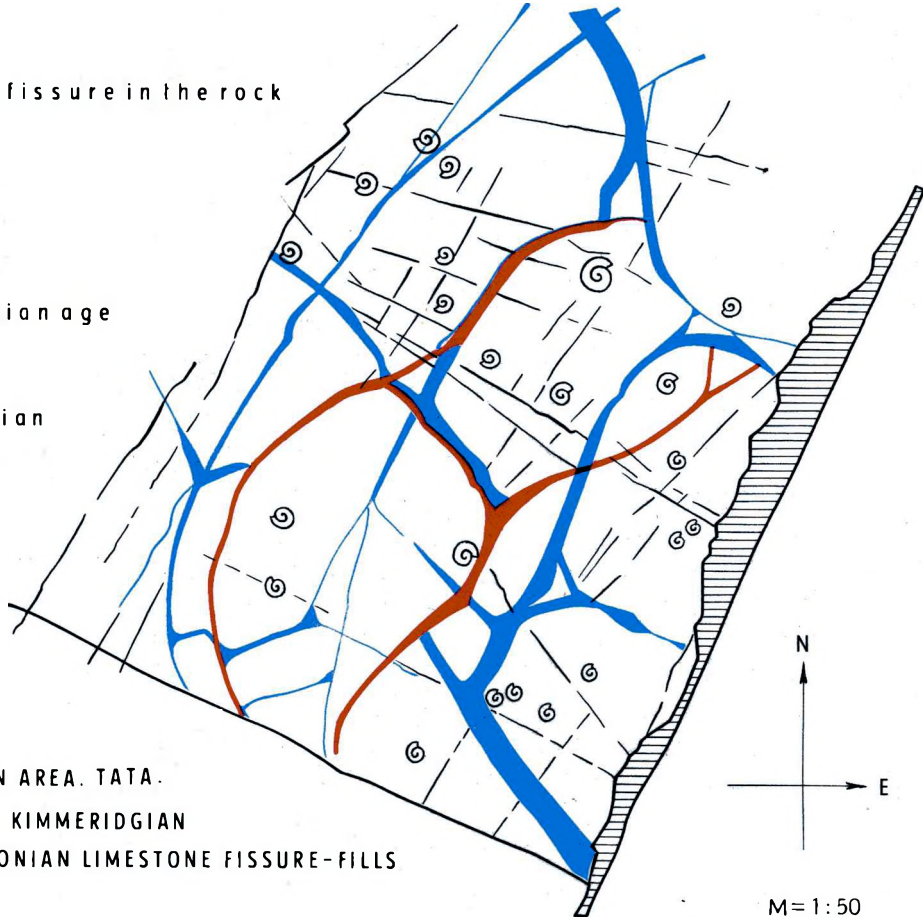 fissure in the rock
ian age
ian
N
E
N AREA. TATA.
KIMMERIDGIAN
ONIAN LIMESTONE FISSURE-FILLS
M=1:50